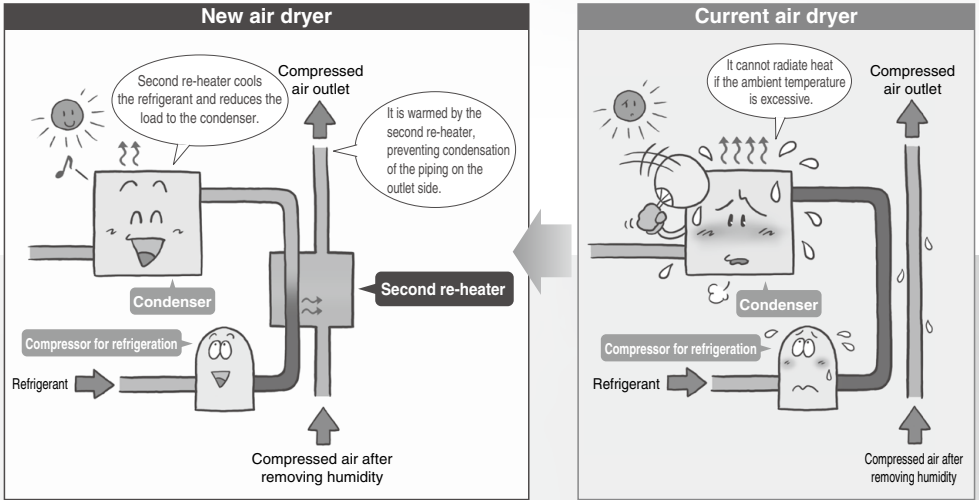 New air dryer
Second re-heater cools
the refrigerant and reduces the
load to the condenser.
Compressed
air outlet
It is warmed by the
second re-heater,
preventing condensation
of the piping on the
outlet side.
Second re-heater
Condenser
Compressor for refrigeration
Refrigerant
Compressed air after
removing humidity
Current air dryer
It cannot radiate heat
if the ambient temperature
is excessive.
Compressed
air outlet
Condenser
Compressor for refrigeration
Refrigerant
Compressed air after
removing humidity